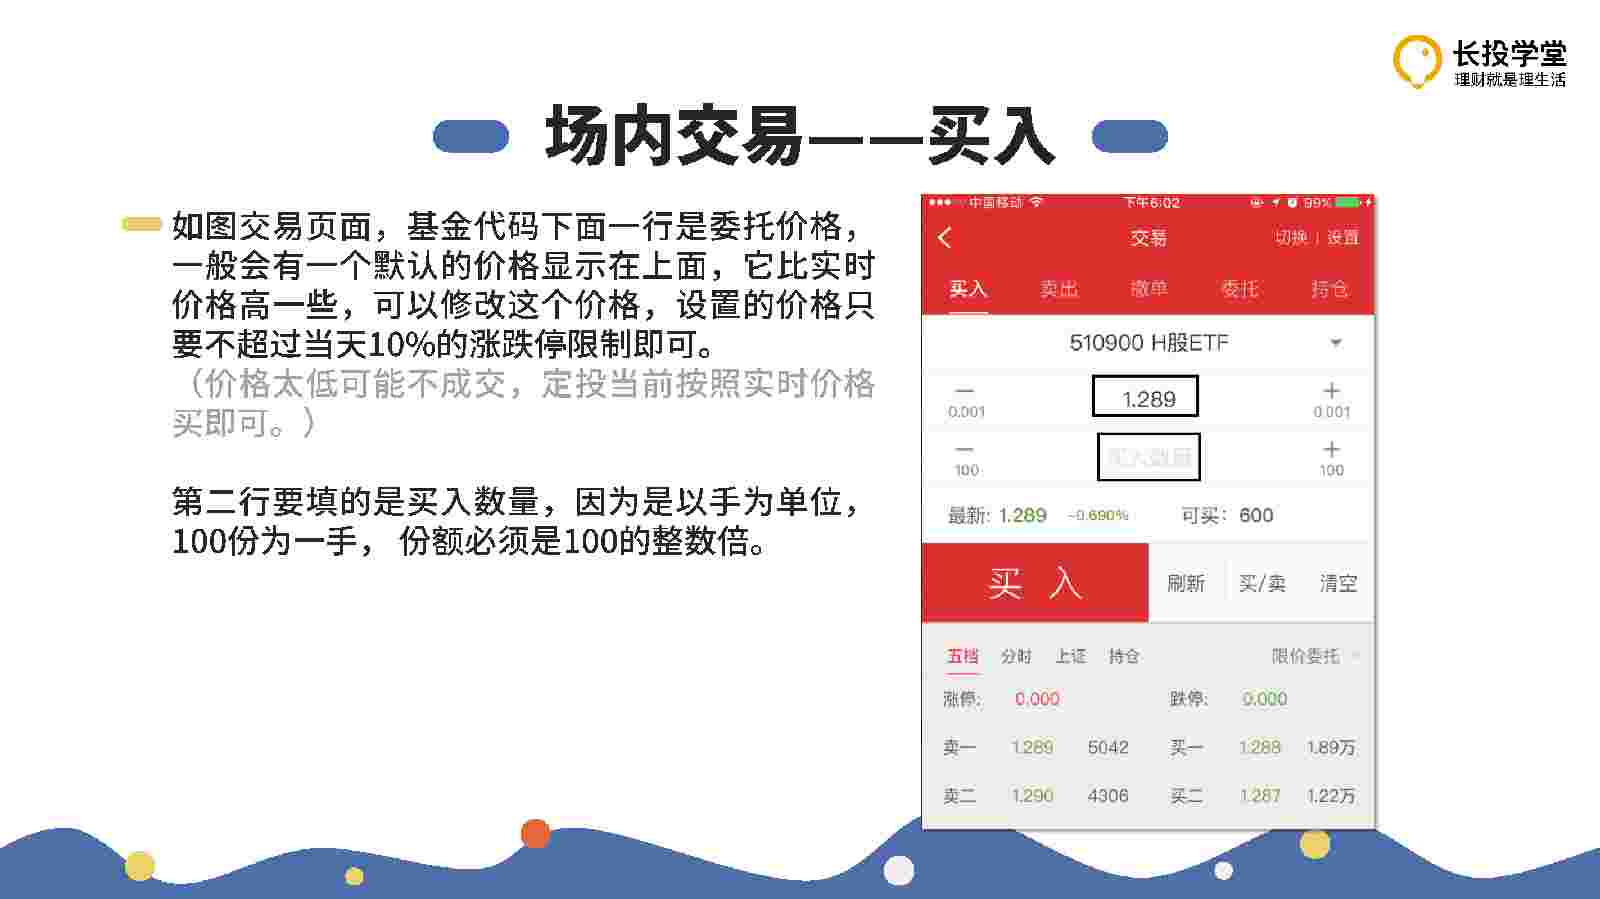 长投学堂
理财就是理生活
场内交易——买入
如图交易页面，基金代码下面一行是委托价格，
一般会有一个默认的价格显示在上面，它比实时
价格高一些，可以修改这个价格，设置的价格只
要不超过当天10%的涨跌停限制即可。
（价格太低可能不成交，定投当前按照实时价格
买即可。）
第二行要填的是买入数量，因为是以手为单位，
100份为一手， 份额必须是100的整数倍。
中国移动 下午6:02 99%
交易 切换 | 设置
买入 卖出 撤单 委托 持仓
510900 H股ETF
— 1.289 +
0.001 0.001
— 买入数量 +
100 100
最新: 1.289 -0.690% 可买: 600
买 入 刷新 买/卖 清空
五档 分时 上证 持仓 限价委托
涨停: 0.000 跌停: 0.000
卖一 1.289 5042 买一 1.288 1.89万
卖二 1.290 4306 买二 1.287 1.22万